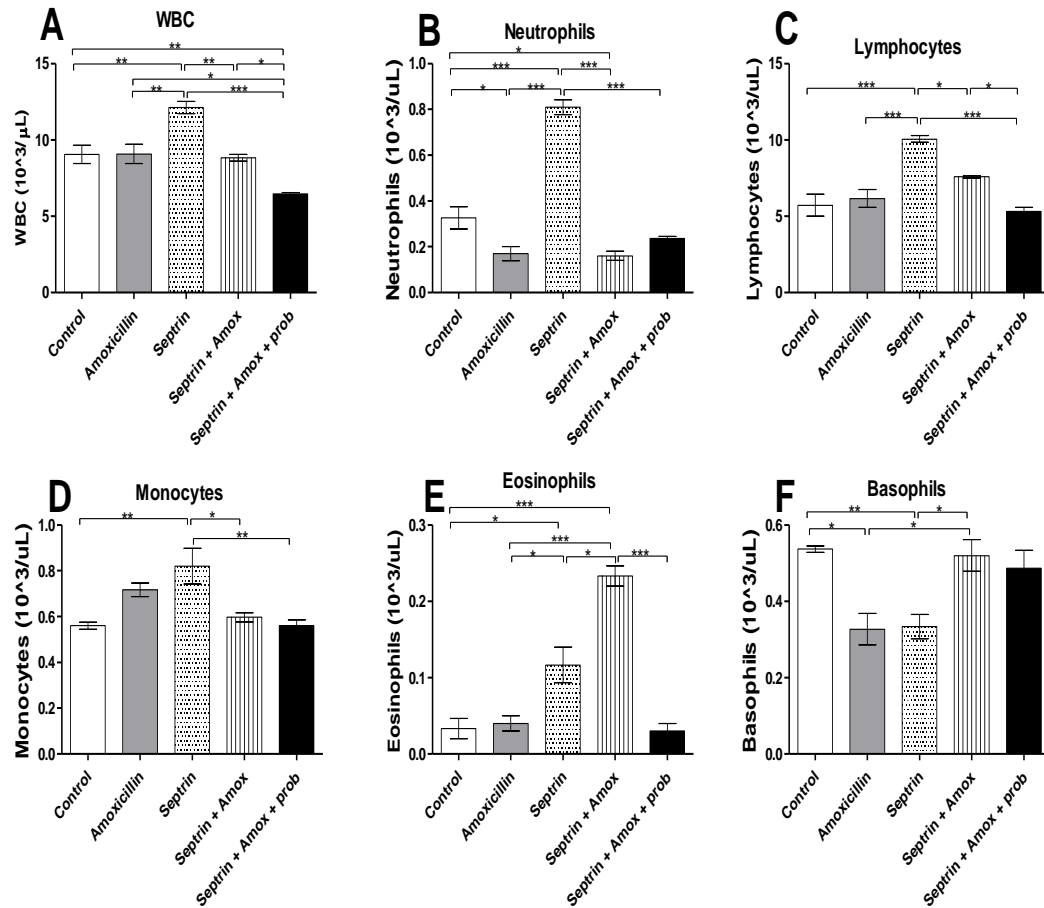 A
WBC
**
** ** *
*
** ***
WBC (10^3/μL)
15
10
5
0
Control
Amoxicillin
Septrin
Septrin + Amox
Septrin + Amox + prob
B
Neutrophils
*
*** ***
* *** ***
Neutrophils (10^3/uL)
1.0
0.8
0.6
0.4
0.2
0.0
Control
Amoxicillin
Septrin
Septrin + Amox
Septrin + Amox + prob
C
Lymphocytes
*** * *
*** ***
Lymphocytes (10^3/uL)
15
10
5
0
Control
Amoxicillin
Septrin
Septrin + Amox
Septrin + Amox + prob
D
Monocytes
** *
**
Monocytes (10^3/uL)
1.0
0.8
0.6
0.4
0.2
0.0
Control
Amoxicillin
Septrin
Septrin + Amox
Septrin + Amox + prob
E
Eosinophils
***
*
***
* * ***
Eosinophils (10^3/uL)
0.3
0.2
0.1
0.0
Control
Amoxicillin
Septrin
Septrin + Amox
Septrin + Amox + prob
F
Basophils
** *
* *
Basophils (10^3/uL)
0.6
0.4
0.2
0.0
Control
Amoxicillin
Septrin
Septrin + Amox
Septrin + Amox + prob